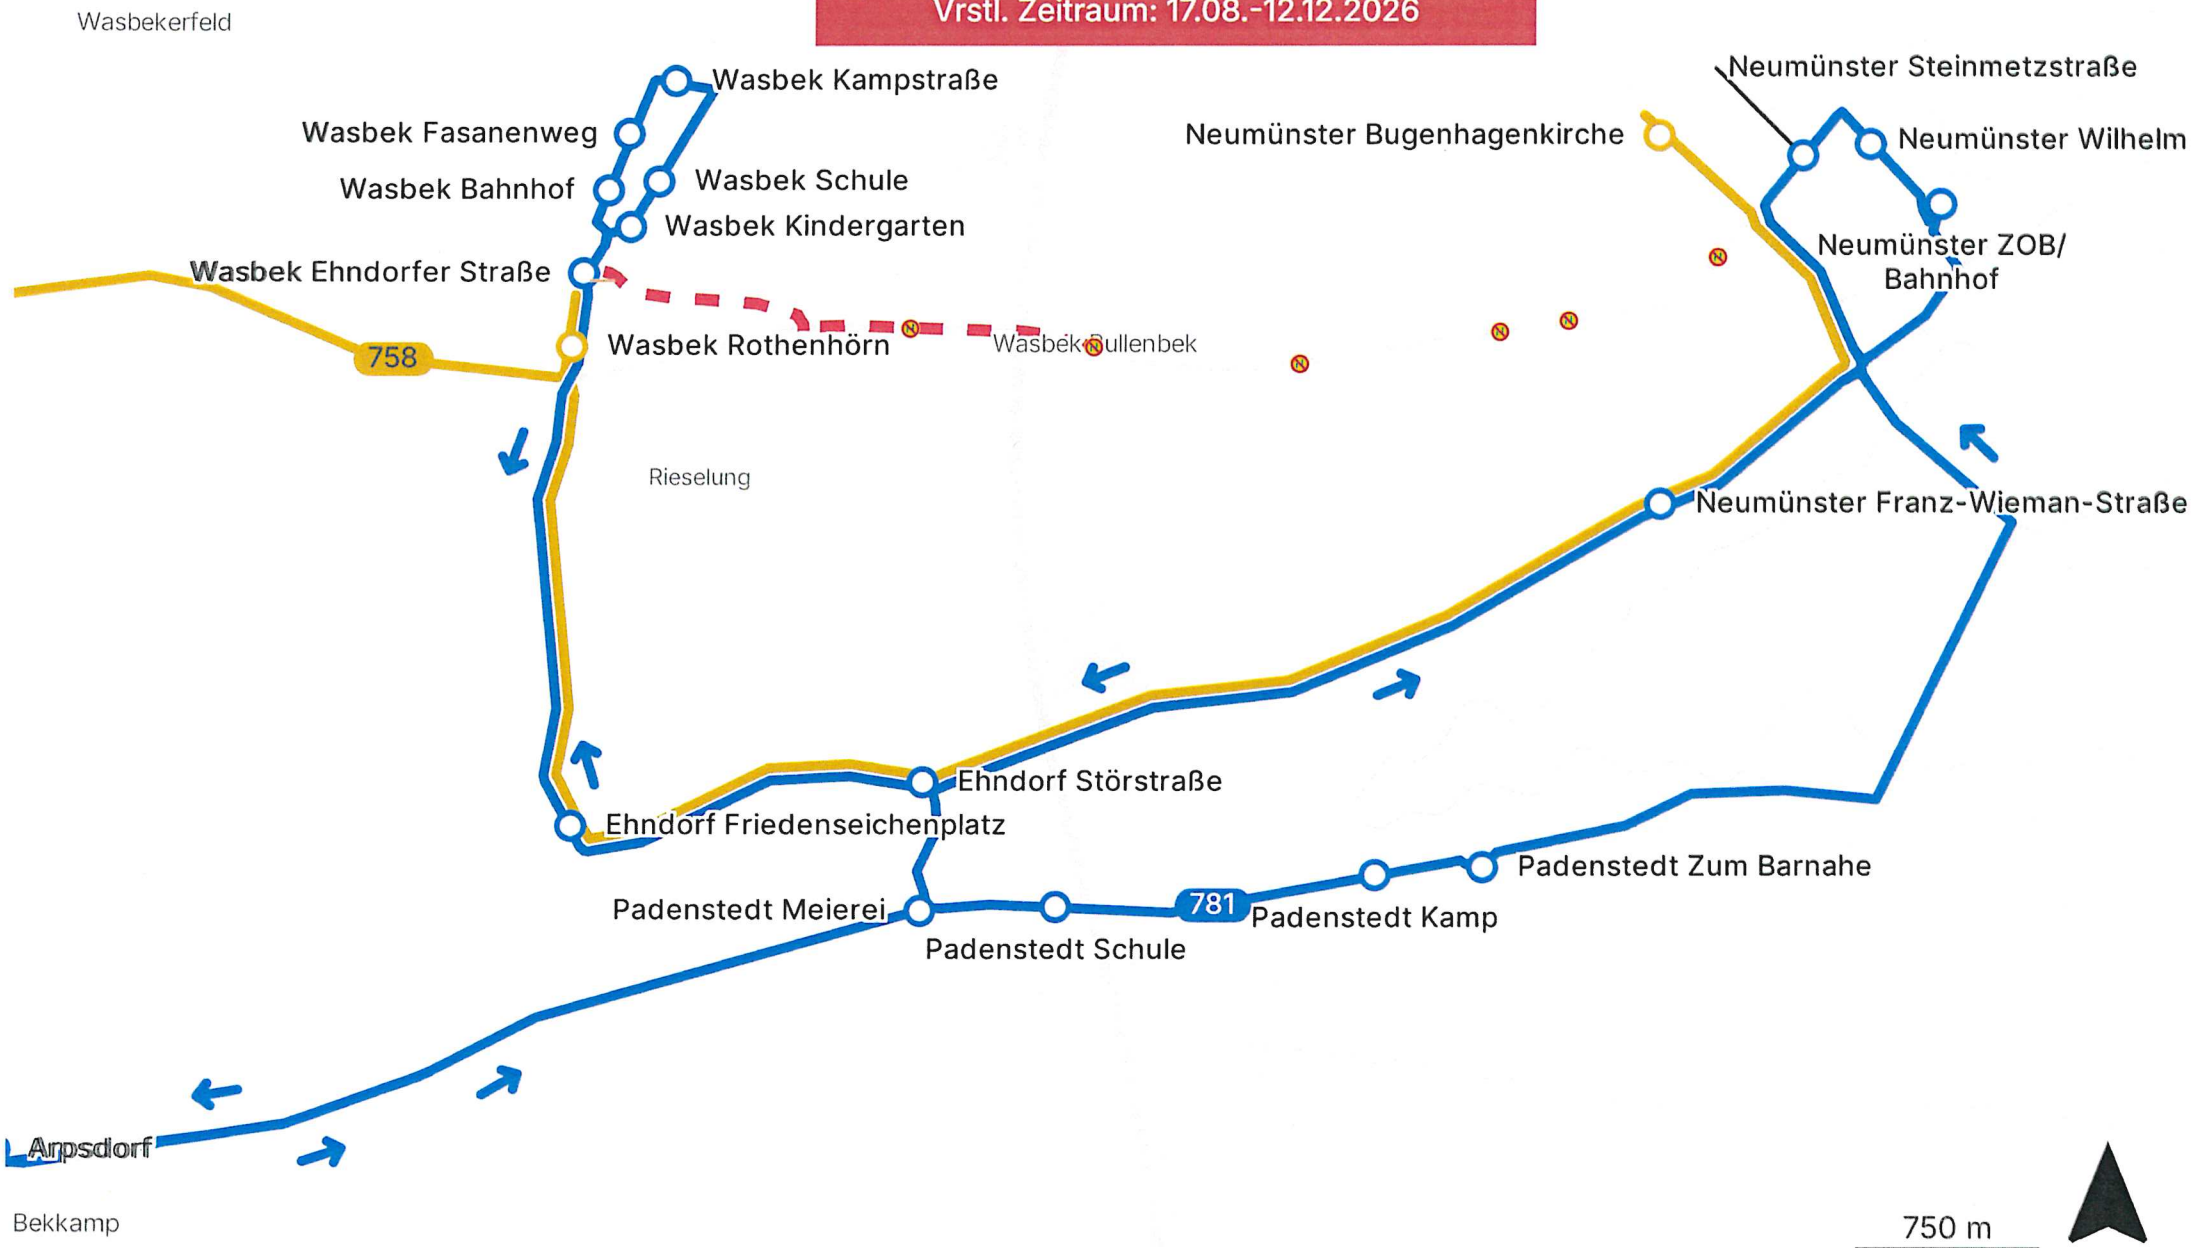 Vrstl. Zeitraum: 17.08.-12.12.2026
Wasbekerfeld
Neumünster Steinmetzstraße
Wasbek Kampstraße
Wasbek Fasanenweg
Neumünster Bugenhagenkirche
Neumünster Wilhelm
Wasbek Bahnhof
Wasbek Schule
Wasbek Kindergarten
Neumünster ZOB/
Bahnhof
Wasbek Ehndorfer Straße
758
Wasbek Rothenhörn
Wasbek Bullenbek
Rieselung
Neumünster Franz-Wieman-Straße
Ehndorf Störstraße
Ehndorf Friedenseichenplatz
Padenstedt Zum Barnahe
Padenstedt Meierei
781
Padenstedt Kamp
Padenstedt Schule
Arpsdorf
Bekkamp
750 m